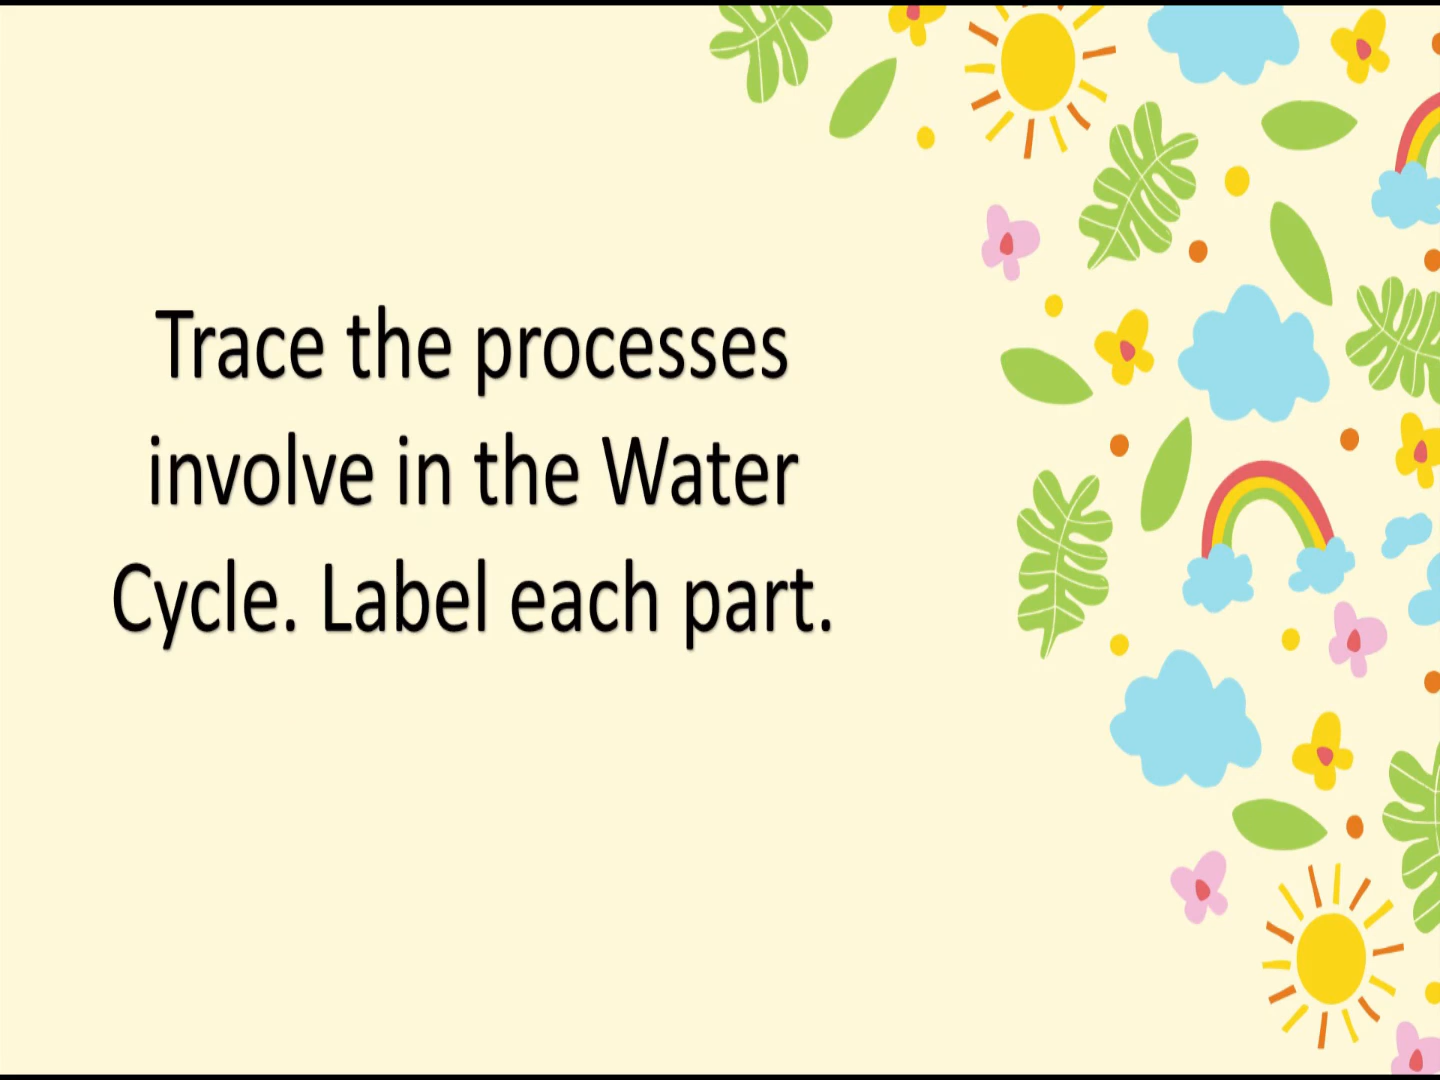 Trace the processes
involve in the Water
Cycle. Label each part.